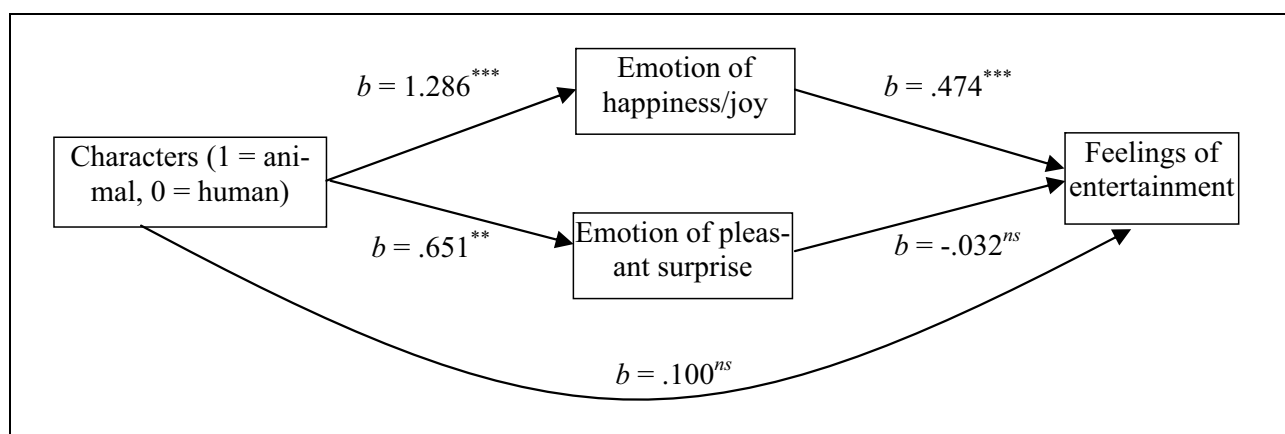 Emotion of
happiness/joy
b = 1.286***
b = .474***
Characters (1 = ani-
mal, 0 = human)
Feelings of
entertainment
b = .651**
Emotion of pleas-
ant surprise
b = -.032ns
b = .100ns